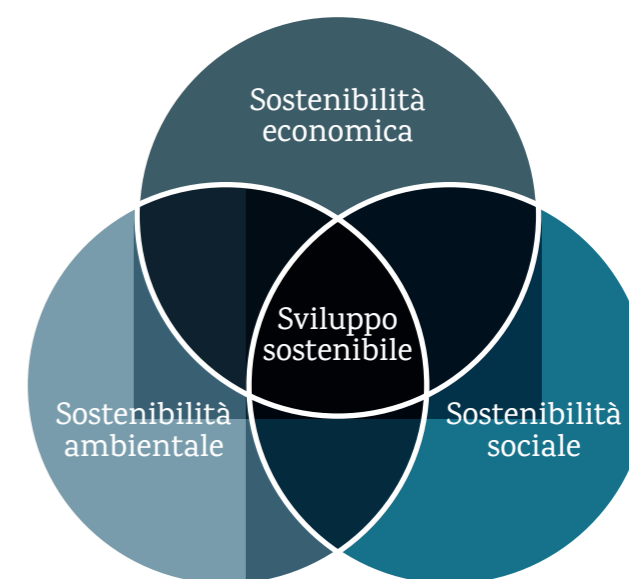 Sostenibilità
economica
Sviluppo
sostenibile
Sostenibilità
ambientale
Sostenibilità
sociale